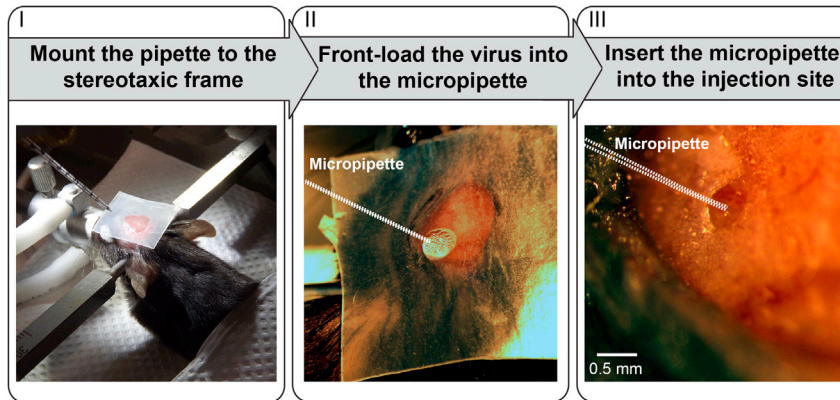 I
Mount the pipette to the
stereotaxic frame
II
Front-load the virus into
the micropipette
Micropipette
III
Insert the micropipette
into the injection site
Micropipette
0.5 mm